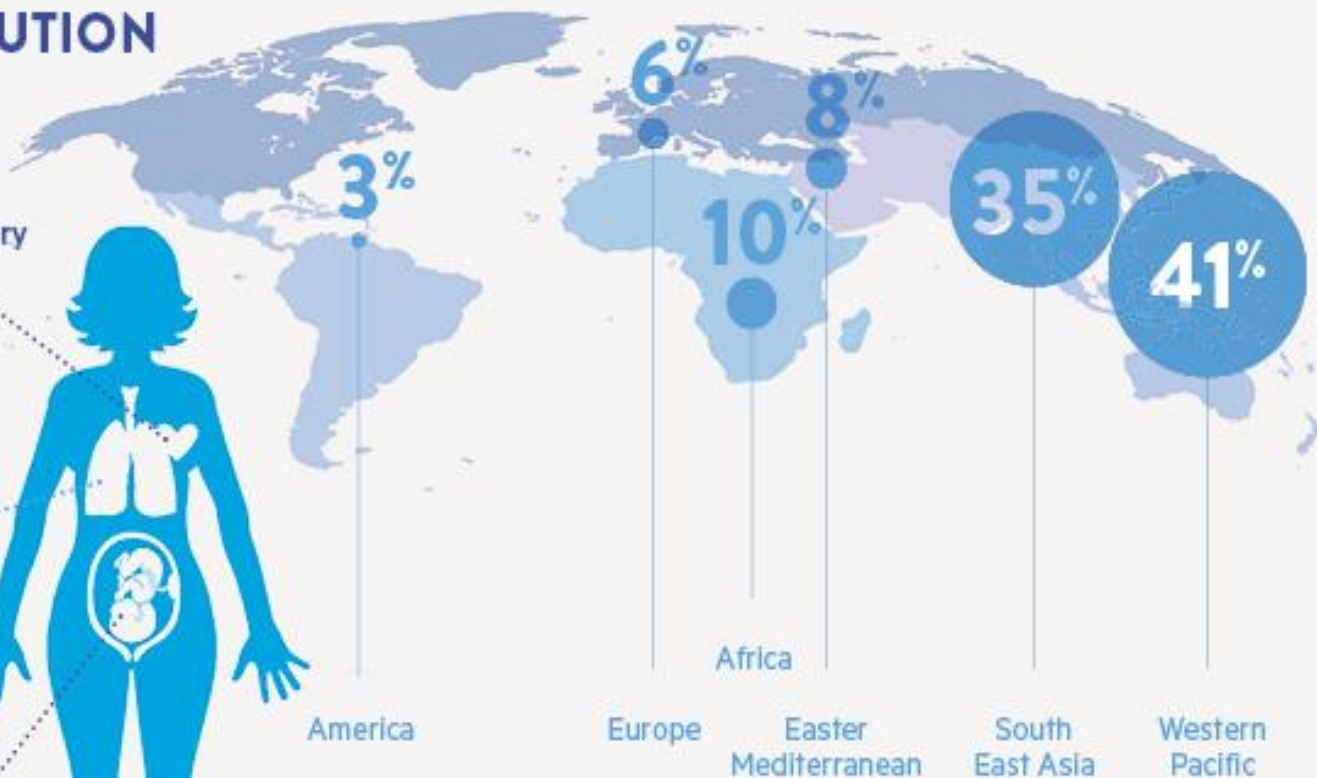 UTION
6%
8%
3%
35%
10%
ry
41%
Africa
America
Europe
Easter
Mediterranean
South
East Asia
Western
Pacific